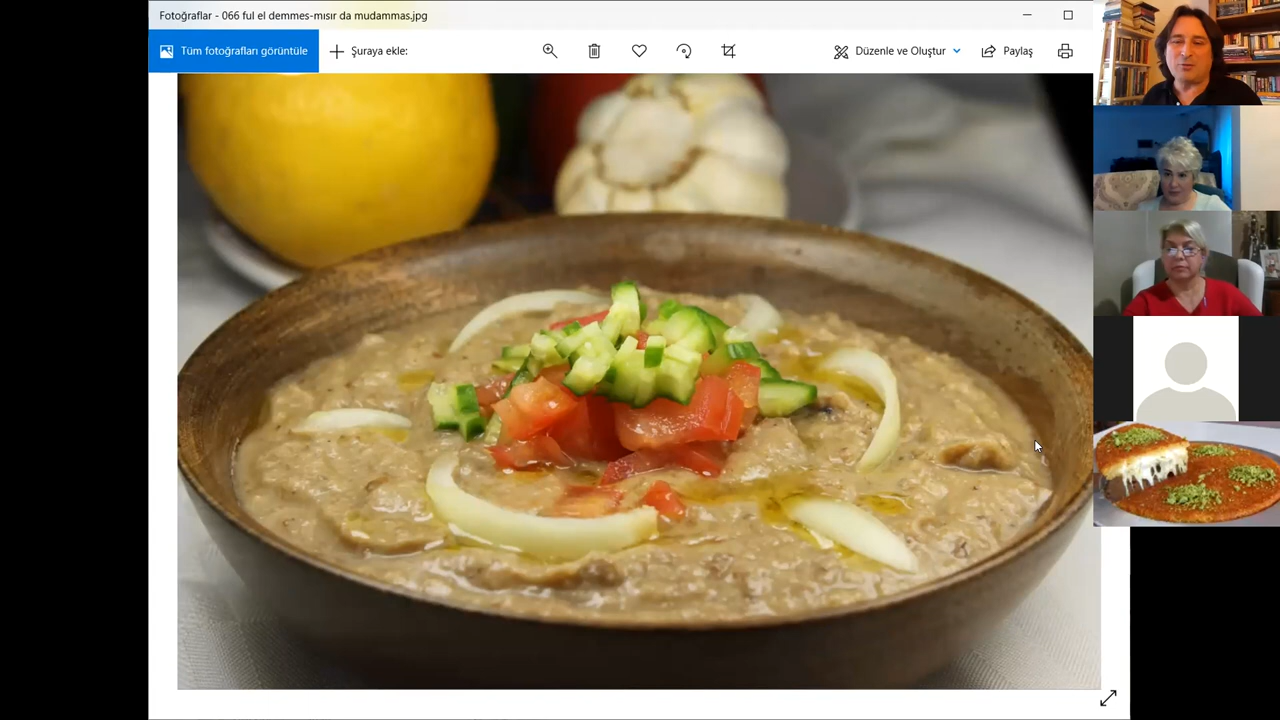 Fotoğraflar - 066 ful el demmes-mısır da mudammas.jpg
Tüm fotoğrafları görüntüle
Şuraya ekle:
Düzenle ve Oluştur
Paylaş